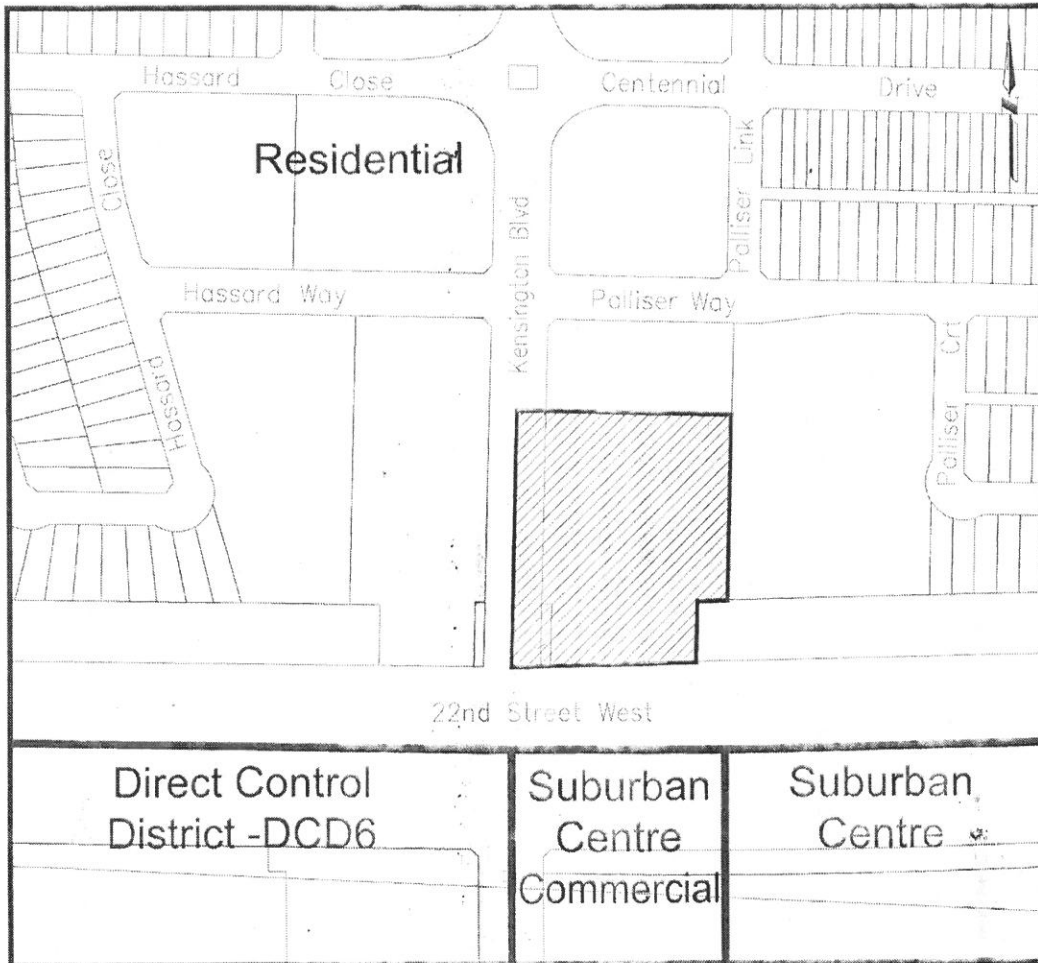 Hassard Close
Centennial Drive
Residential
Close
Palliser Link
Kensington Blvd
Hassard Way
Palliser Way
Hassard
Palliser Crt
22nd Street West
Direct Control
District -DCD6
Suburban
Centre
Commercial
Suburban
Centre